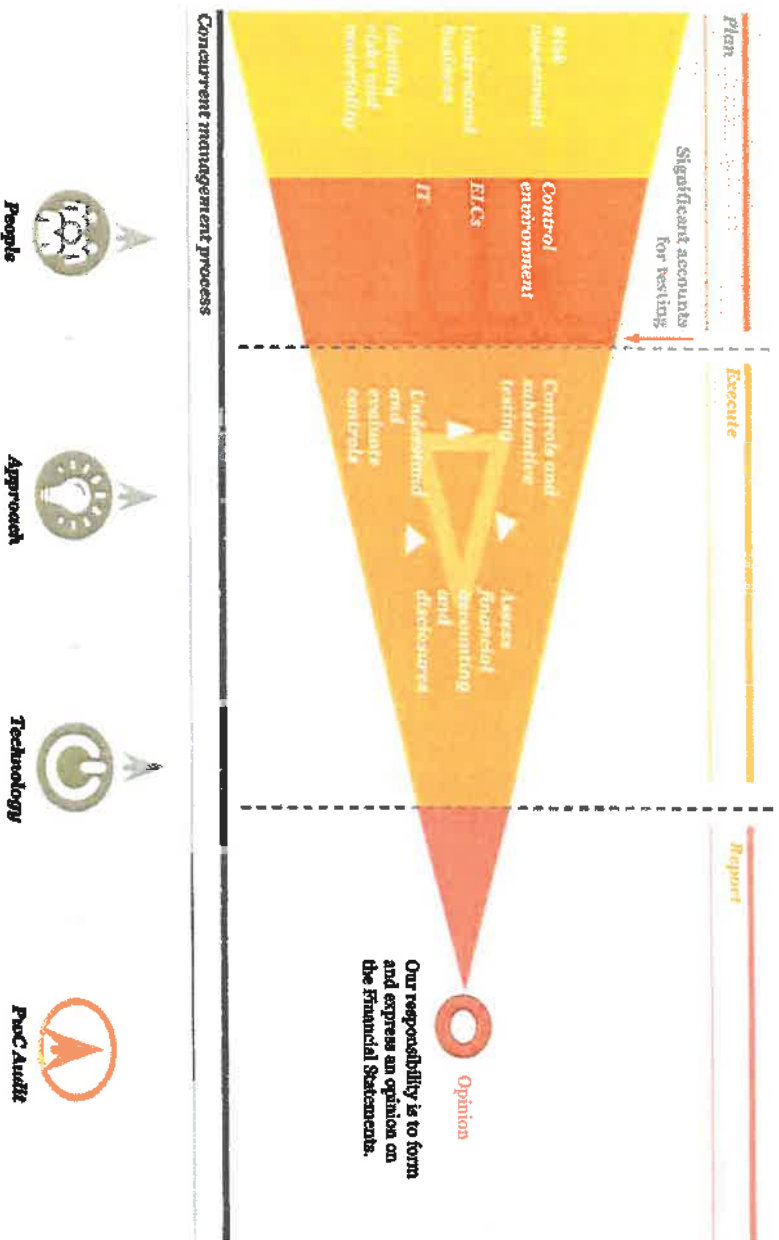 Plan
Execute
Report
Significant accounts
for testing
Risk
assessment
Understand
business
Identify
risks and
materiality
Control
environment
ELCs
IT
Controls and
substantive
testing
Understand
and
evaluate
controls
Assess
financial
accounting
and
disclosures
Opinion
Our responsibility is to form
and express an opinion on
the Financial Statements.
Concurrent management process
People
Approach
Technology
PwC Audit